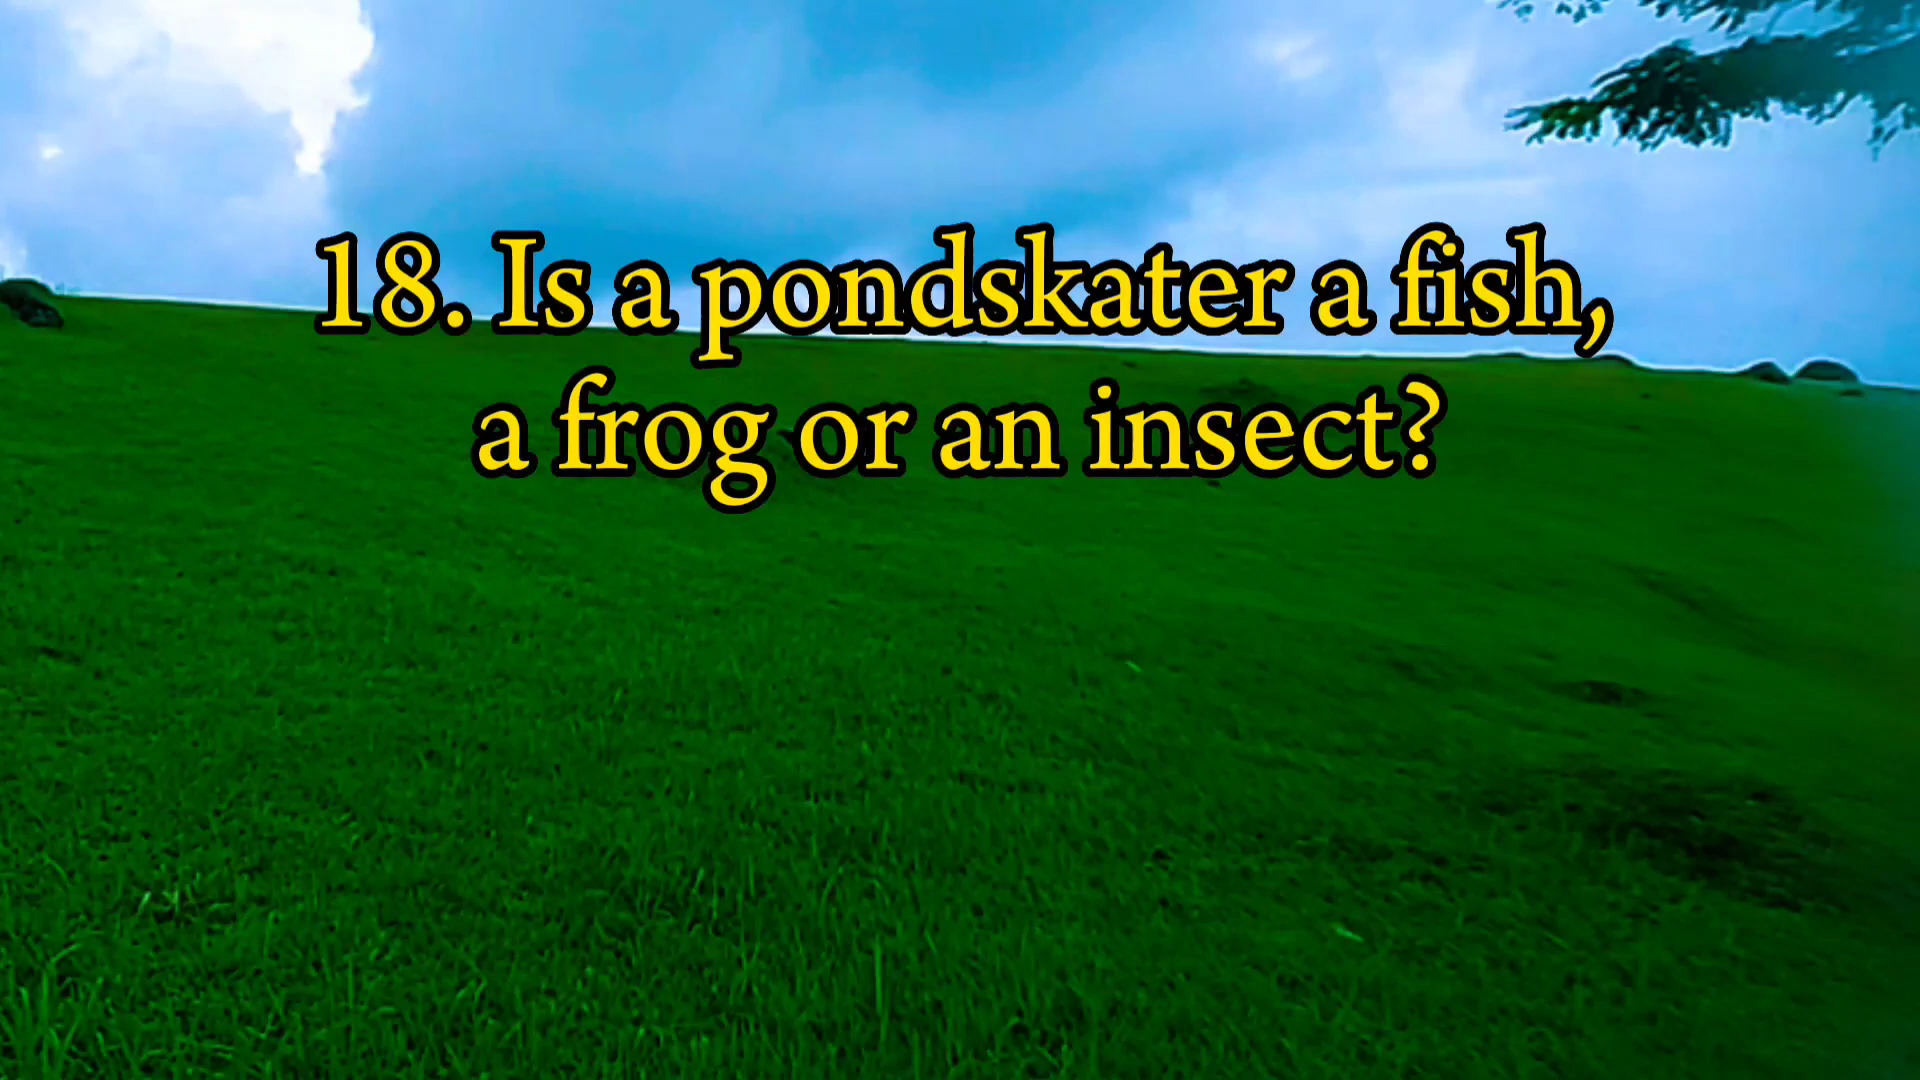 18. Is a pondskater a fish,
a frog or an insect?